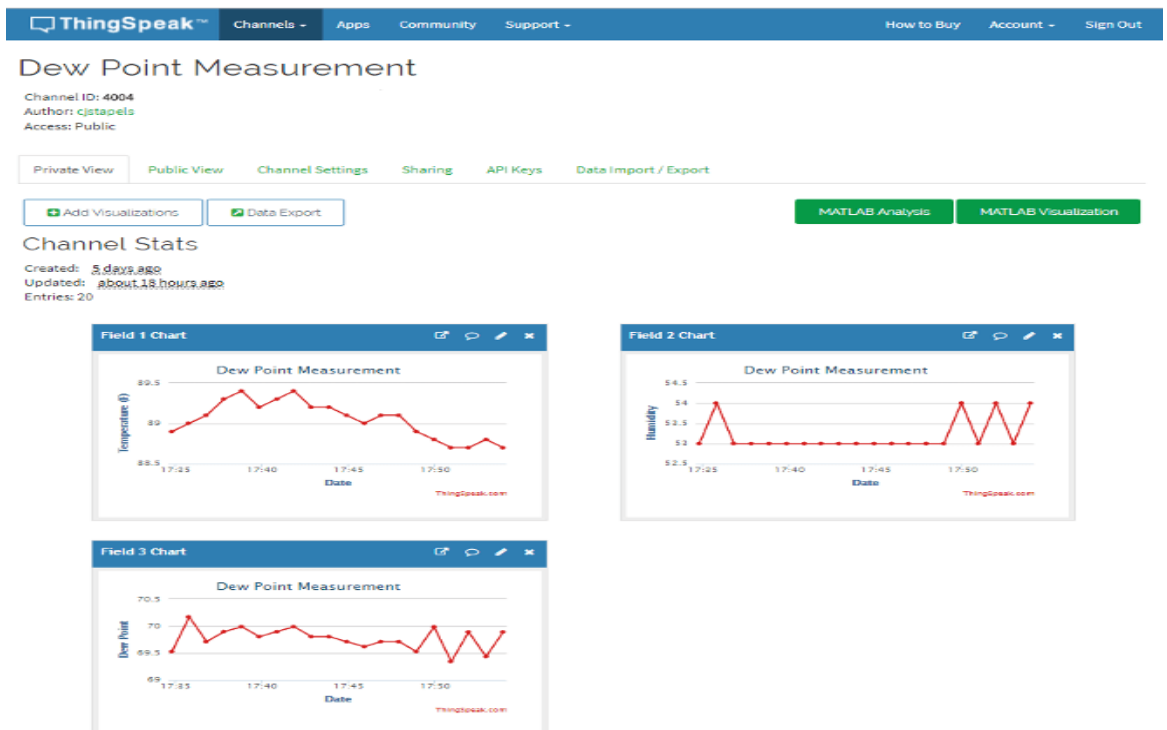 ThingSpeak™ Channels Apps Community Support How to Buy Account Sign Out
Dew Point Measurement
Channel ID: 4004
Author: cjstapels
Access: Public
Private View Public View Channel Settings Sharing API Keys Data Import / Export
Add Visualizations Data Export MATLAB Analysis MATLAB Visualization
Channel Stats
Created: 5 days ago
Updated: about 18 hours ago
Entries: 20
Field 1 Chart
Dew Point Measurement
Temperature (f)
89.5
89
88.5
17:35 17:40 17:45 17:50
Date
ThingSpeak.com
Field 2 Chart
Dew Point Measurement
Humidity
54.5
54
53.5
53
52.5
17:35 17:40 17:45 17:50
Date
ThingSpeak.com
Field 3 Chart
Dew Point Measurement
Dew Point
70.5
70
69.5
69
17:35 17:40 17:45 17:50
Date
ThingSpeak.com